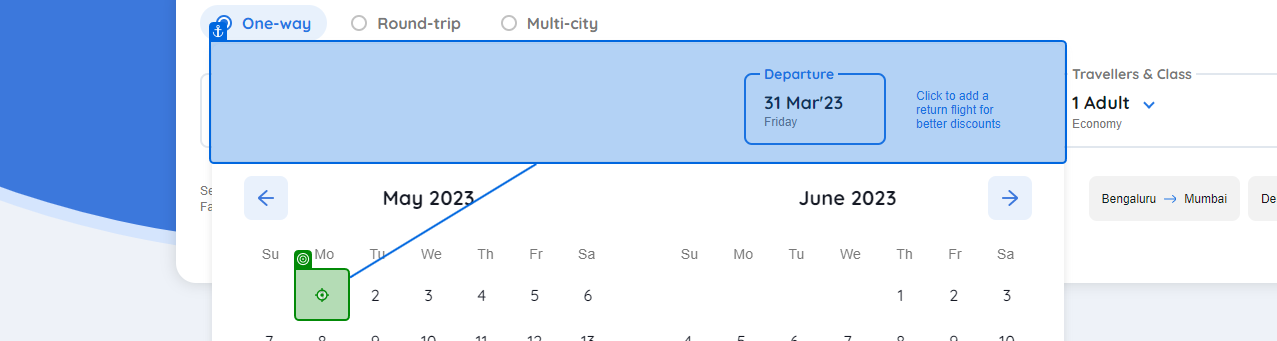 One-way Round-trip Multi-city
Departure
31 Mar'23
Friday
Click to add a
return flight for
better discounts
Travellers & Class
1 Adult
Economy
Se
Fa
May 2023
June 2023
Bengaluru → Mumbai
De
Su Mo Tu We Th Fr Sa
Su Mo Tu We Th Fr Sa
2 3 4 5 6
1 2 3
7 8 9 10 11 12 13
4 5 6 7 8 9 10